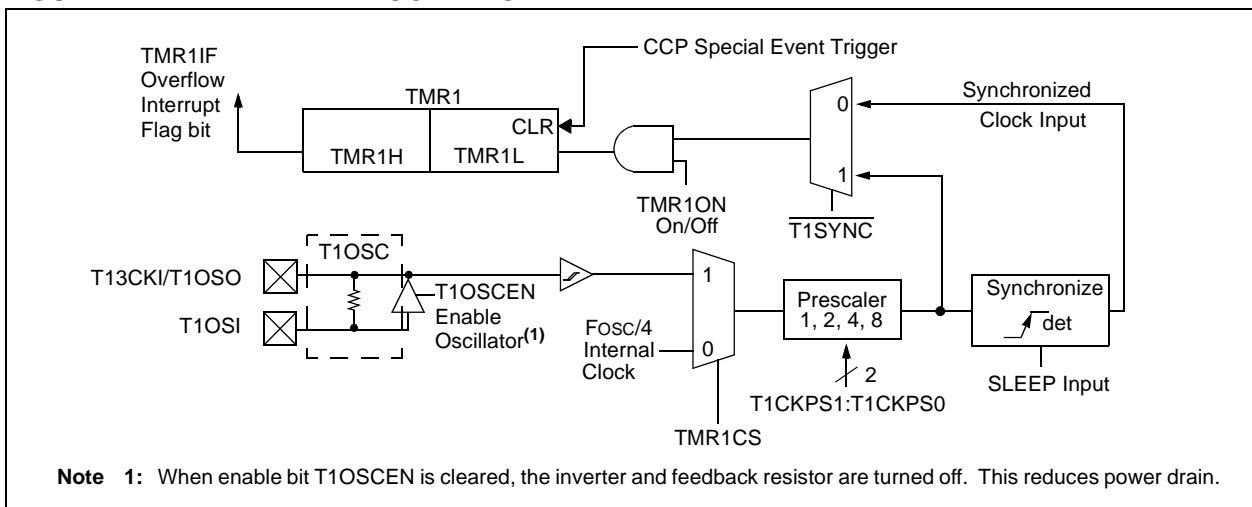 TMR1IF
Overflow
Interrupt
Flag bit
TMR1
CCP Special Event Trigger
CLR
TMR1H
TMR1L
TMR1ON
On/Off
0
1
T1SYNC
Synchronized
Clock Input
T1OSC
T13CKI/T1OSO
T1OSI
T1OSCEN
Enable
Oscillator(1)
FOSC/4
Internal
Clock
1
0
TMR1CS
Prescaler
1, 2, 4, 8
2
T1CKPS1:T1CKPS0
Synchronize
det
SLEEP Input
Note 1: When enable bit T1OSCEN is cleared, the inverter and feedback resistor are turned off. This reduces power drain.